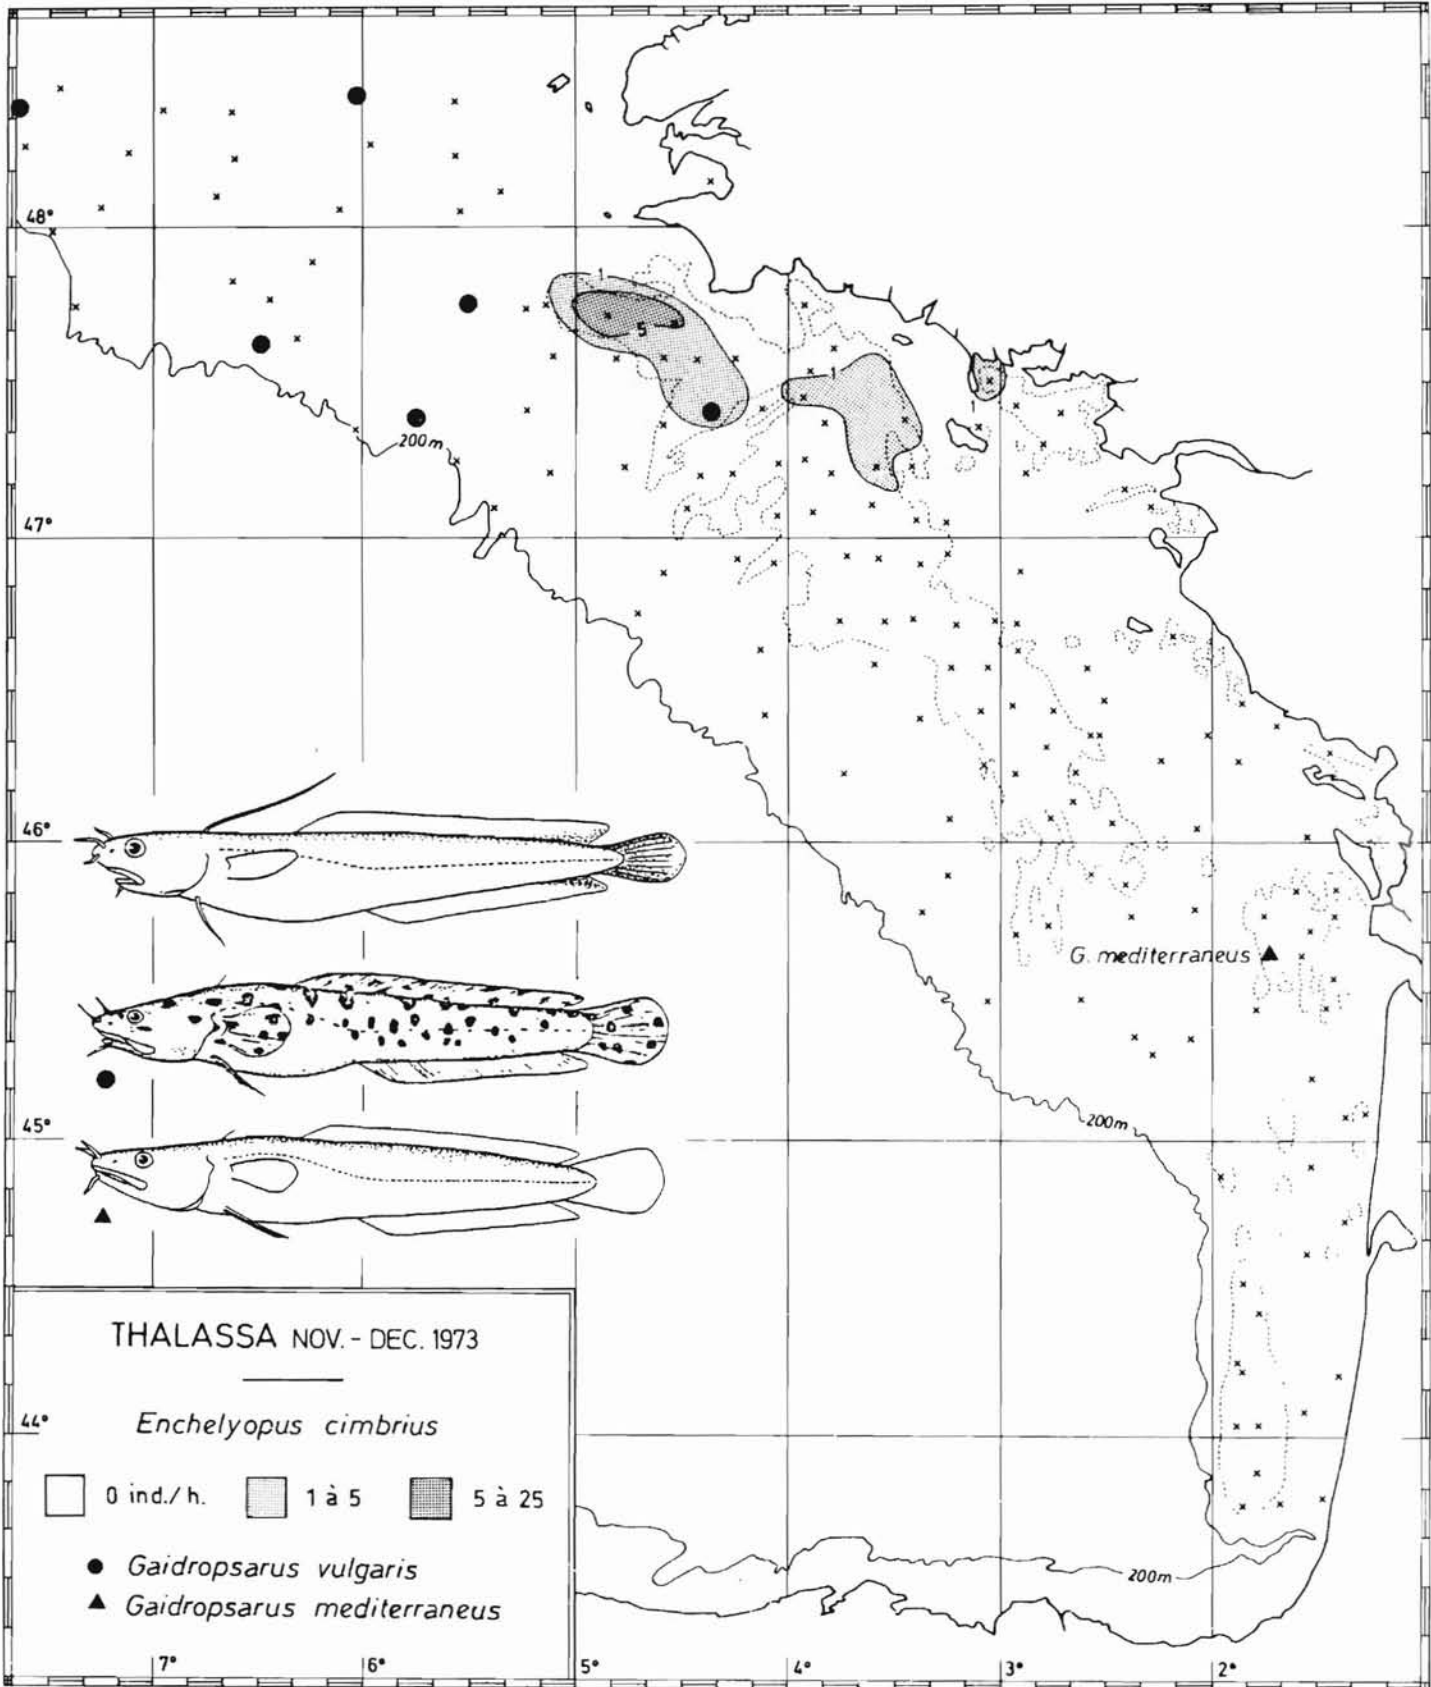 48°
1
5
1
1
200m
47°
46°
G. mediterraneus
45°
200m
THALASSA NOV. - DEC. 1973
44°
Enchelyopus cimbrius
0 ind./h.
1 à 5
5 à 25
Gaidropsarus vulgaris
200m
Gaidropsarus mediterraneus
7°
6°
5°
4°
3°
2°